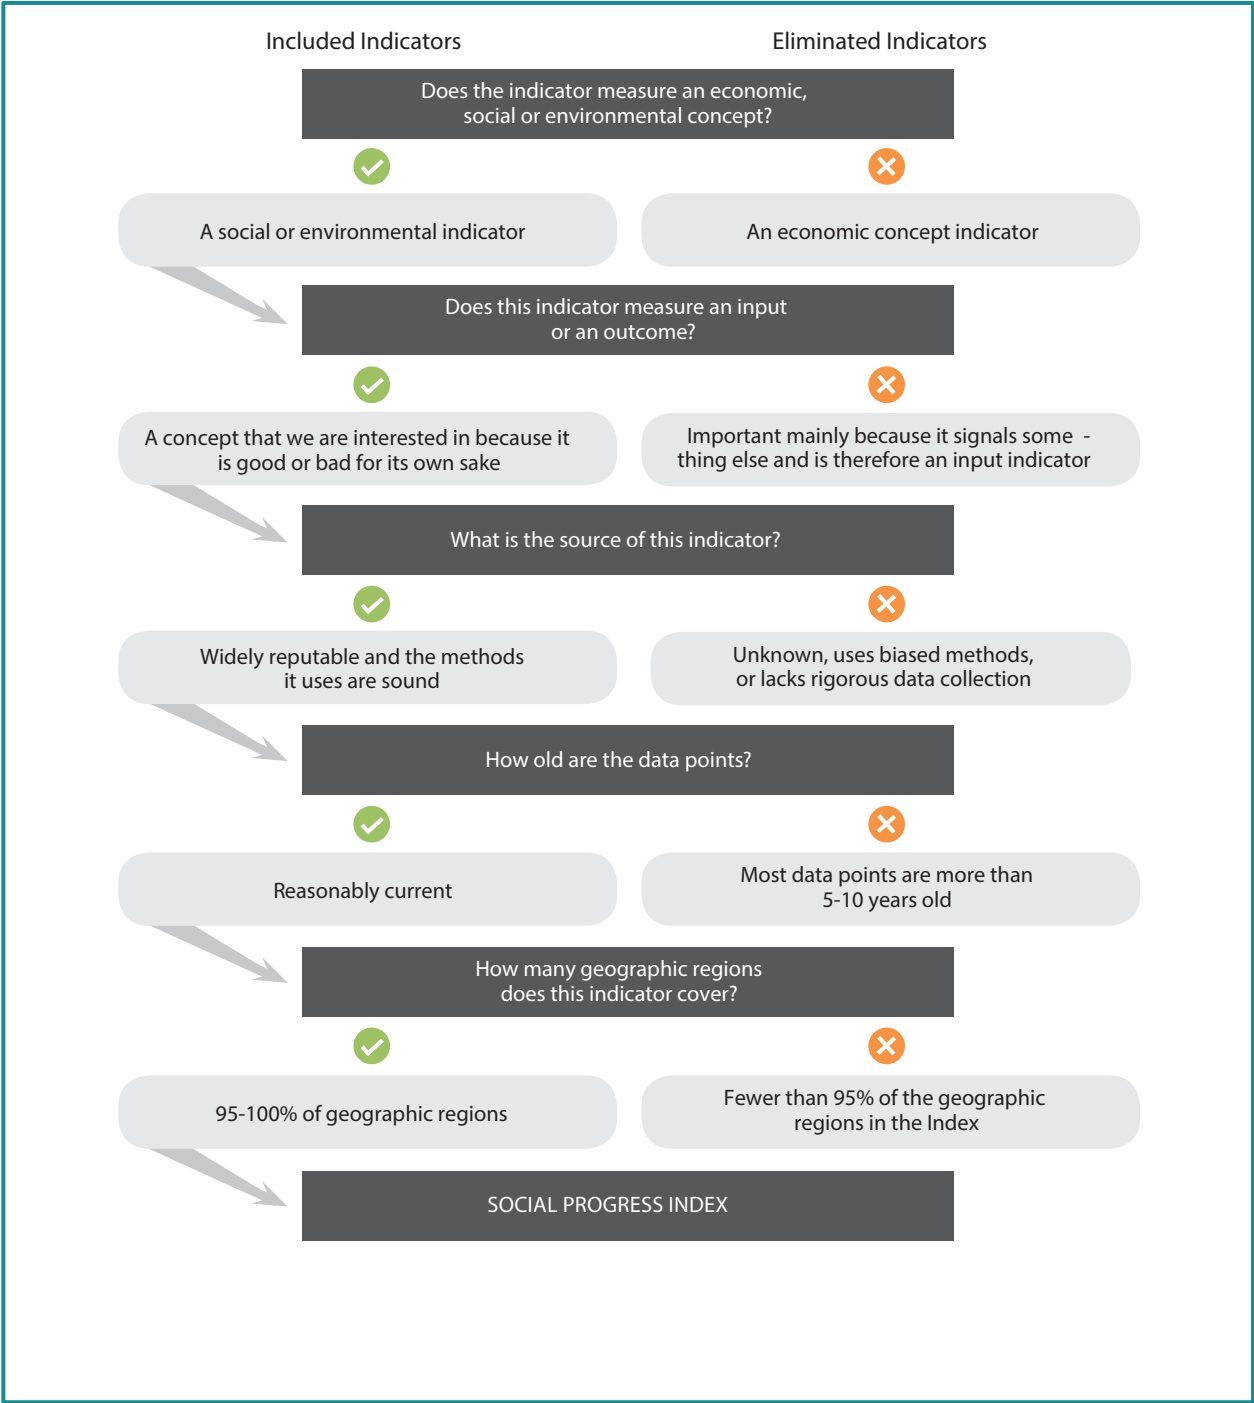 Included Indicators
Eliminated Indicators
Does the indicator measure an economic,
social or environmental concept?
A social or environmental indicator
An economic concept indicator
Does this indicator measure an input
or an outcome?
A concept that we are interested in because it
is good or bad for its own sake
Important mainly because it signals some -
thing else and is therefore an input indicator
What is the source of this indicator?
Widely reputable and the methods
it uses are sound
Unknown, uses biased methods,
or lacks rigorous data collection
How old are the data points?
Reasonably current
Most data points are more than
5-10 years old
How many geographic regions
does this indicator cover?
95-100% of geographic regions
Fewer than 95% of the geographic
regions in the Index
SOCIAL PROGRESS INDEX